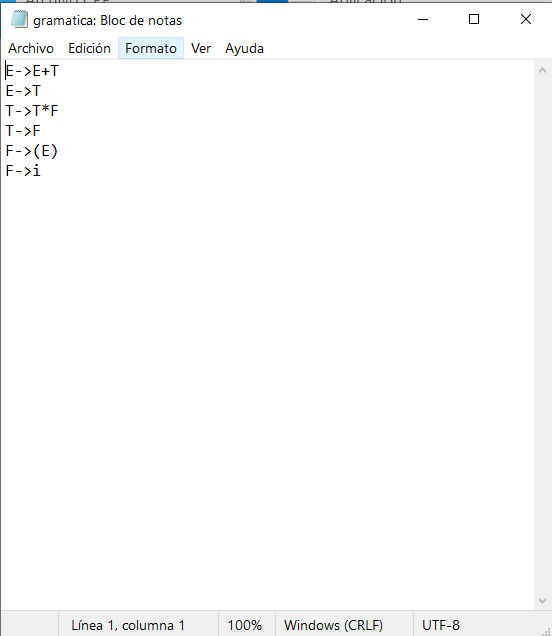 gramatica: Bloc de notas
Archivo Edición Formato Ver Ayuda
E->E+T
E->T
T->T*F
T->F
F->(E)
F->i
Línea 1, columna 1 100% Windows (CRLF) UTF-8